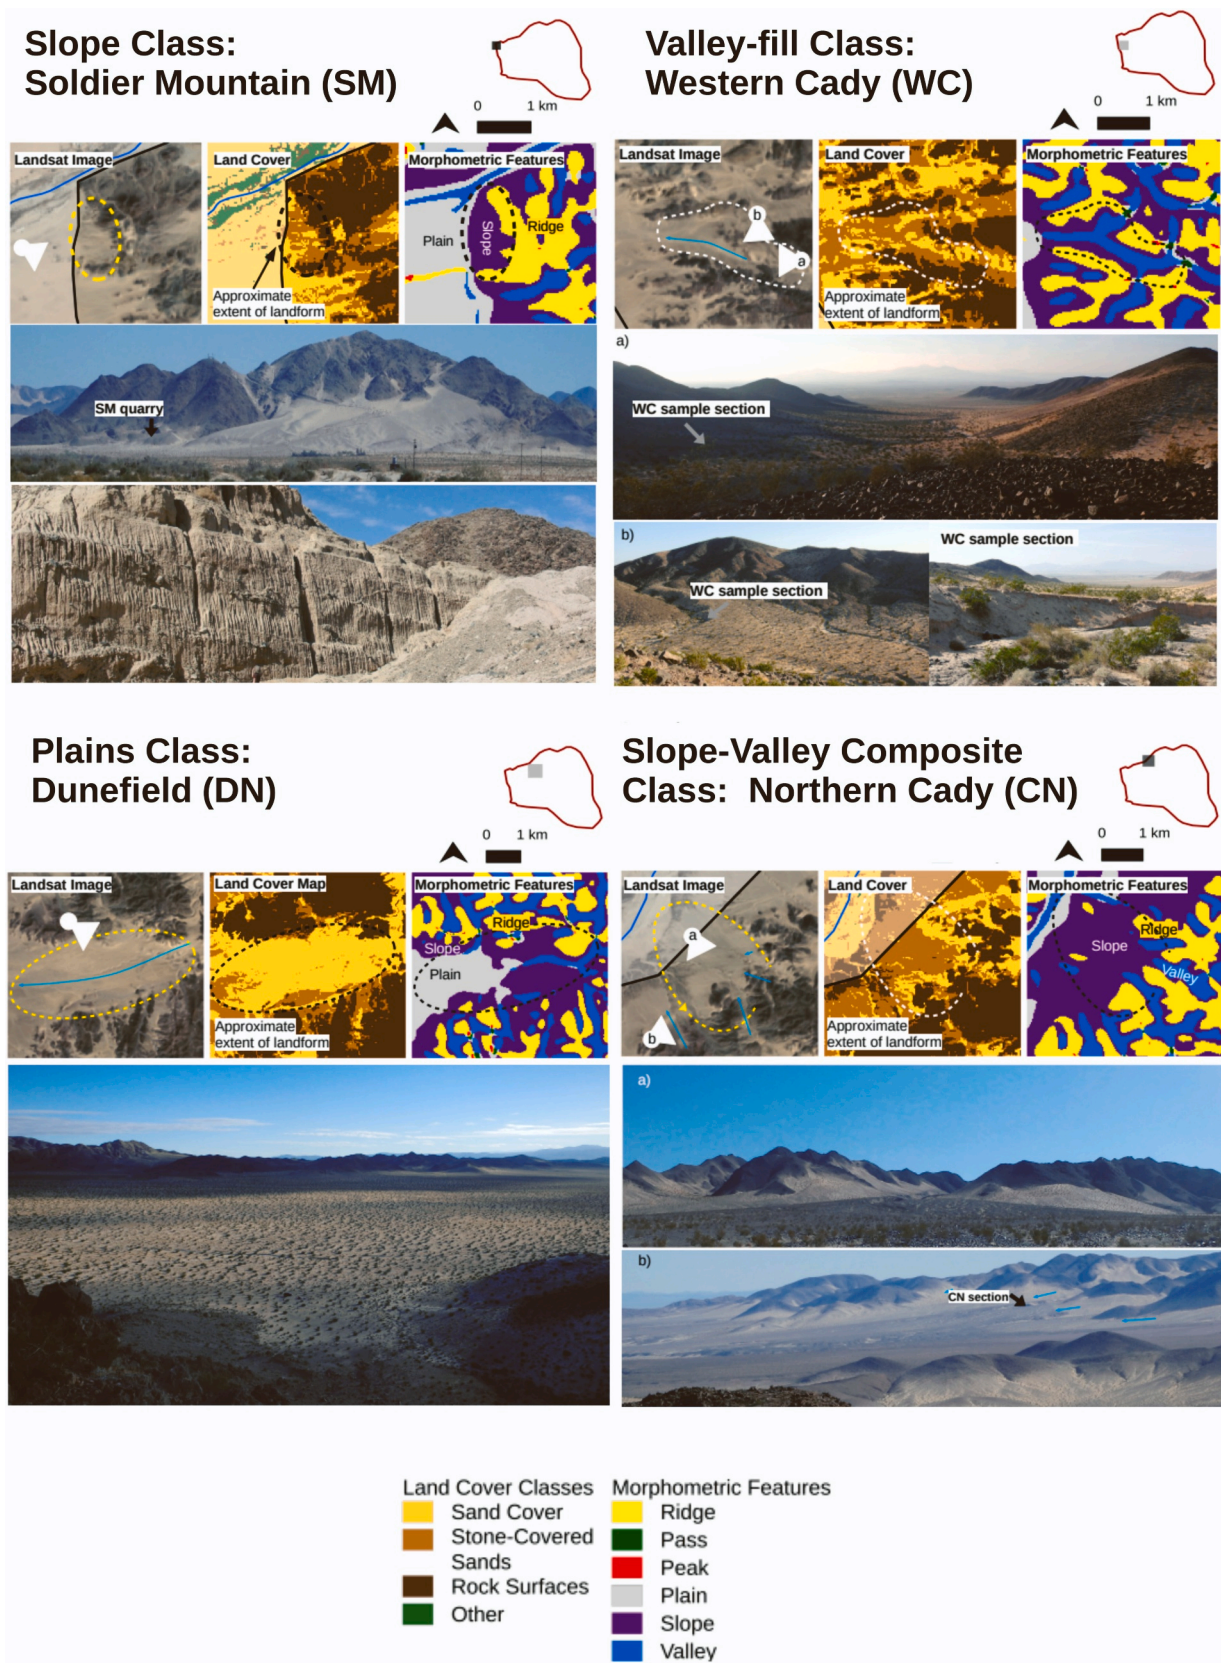 Slope Class:
Soldier Mountain (SM)
0 1 km
Landsat Image
Land Cover
Morphometric Features
Plain
Slope
Ridge
Approximate
extent of landform
SM quarry
Valley-fill Class:
Western Cady (WC)
0 1 km
Landsat Image
Land Cover
Morphometric Features
b
a
Approximate
extent of landform
a)
WC sample section
b)
WC sample section
WC sample section
Plains Class:
Dunefield (DN)
0 1 km
Landsat Image
Land Cover Map
Morphometric Features
Ridge
Slope
Plain
Approximate
extent of landform
Slope-Valley Composite
Class: Northern Cady (CN)
0 1 km
Landsat Image
Land Cover
Morphometric Features
a
b
Ridge
Slope
Valley
Approximate
extent of landform
a)
b)
CN section
Land Cover Classes
Sand Cover
Stone-Covered
Sands
Rock Surfaces
Other
Morphometric Features
Ridge
Pass
Peak
Plain
Slope
Valley